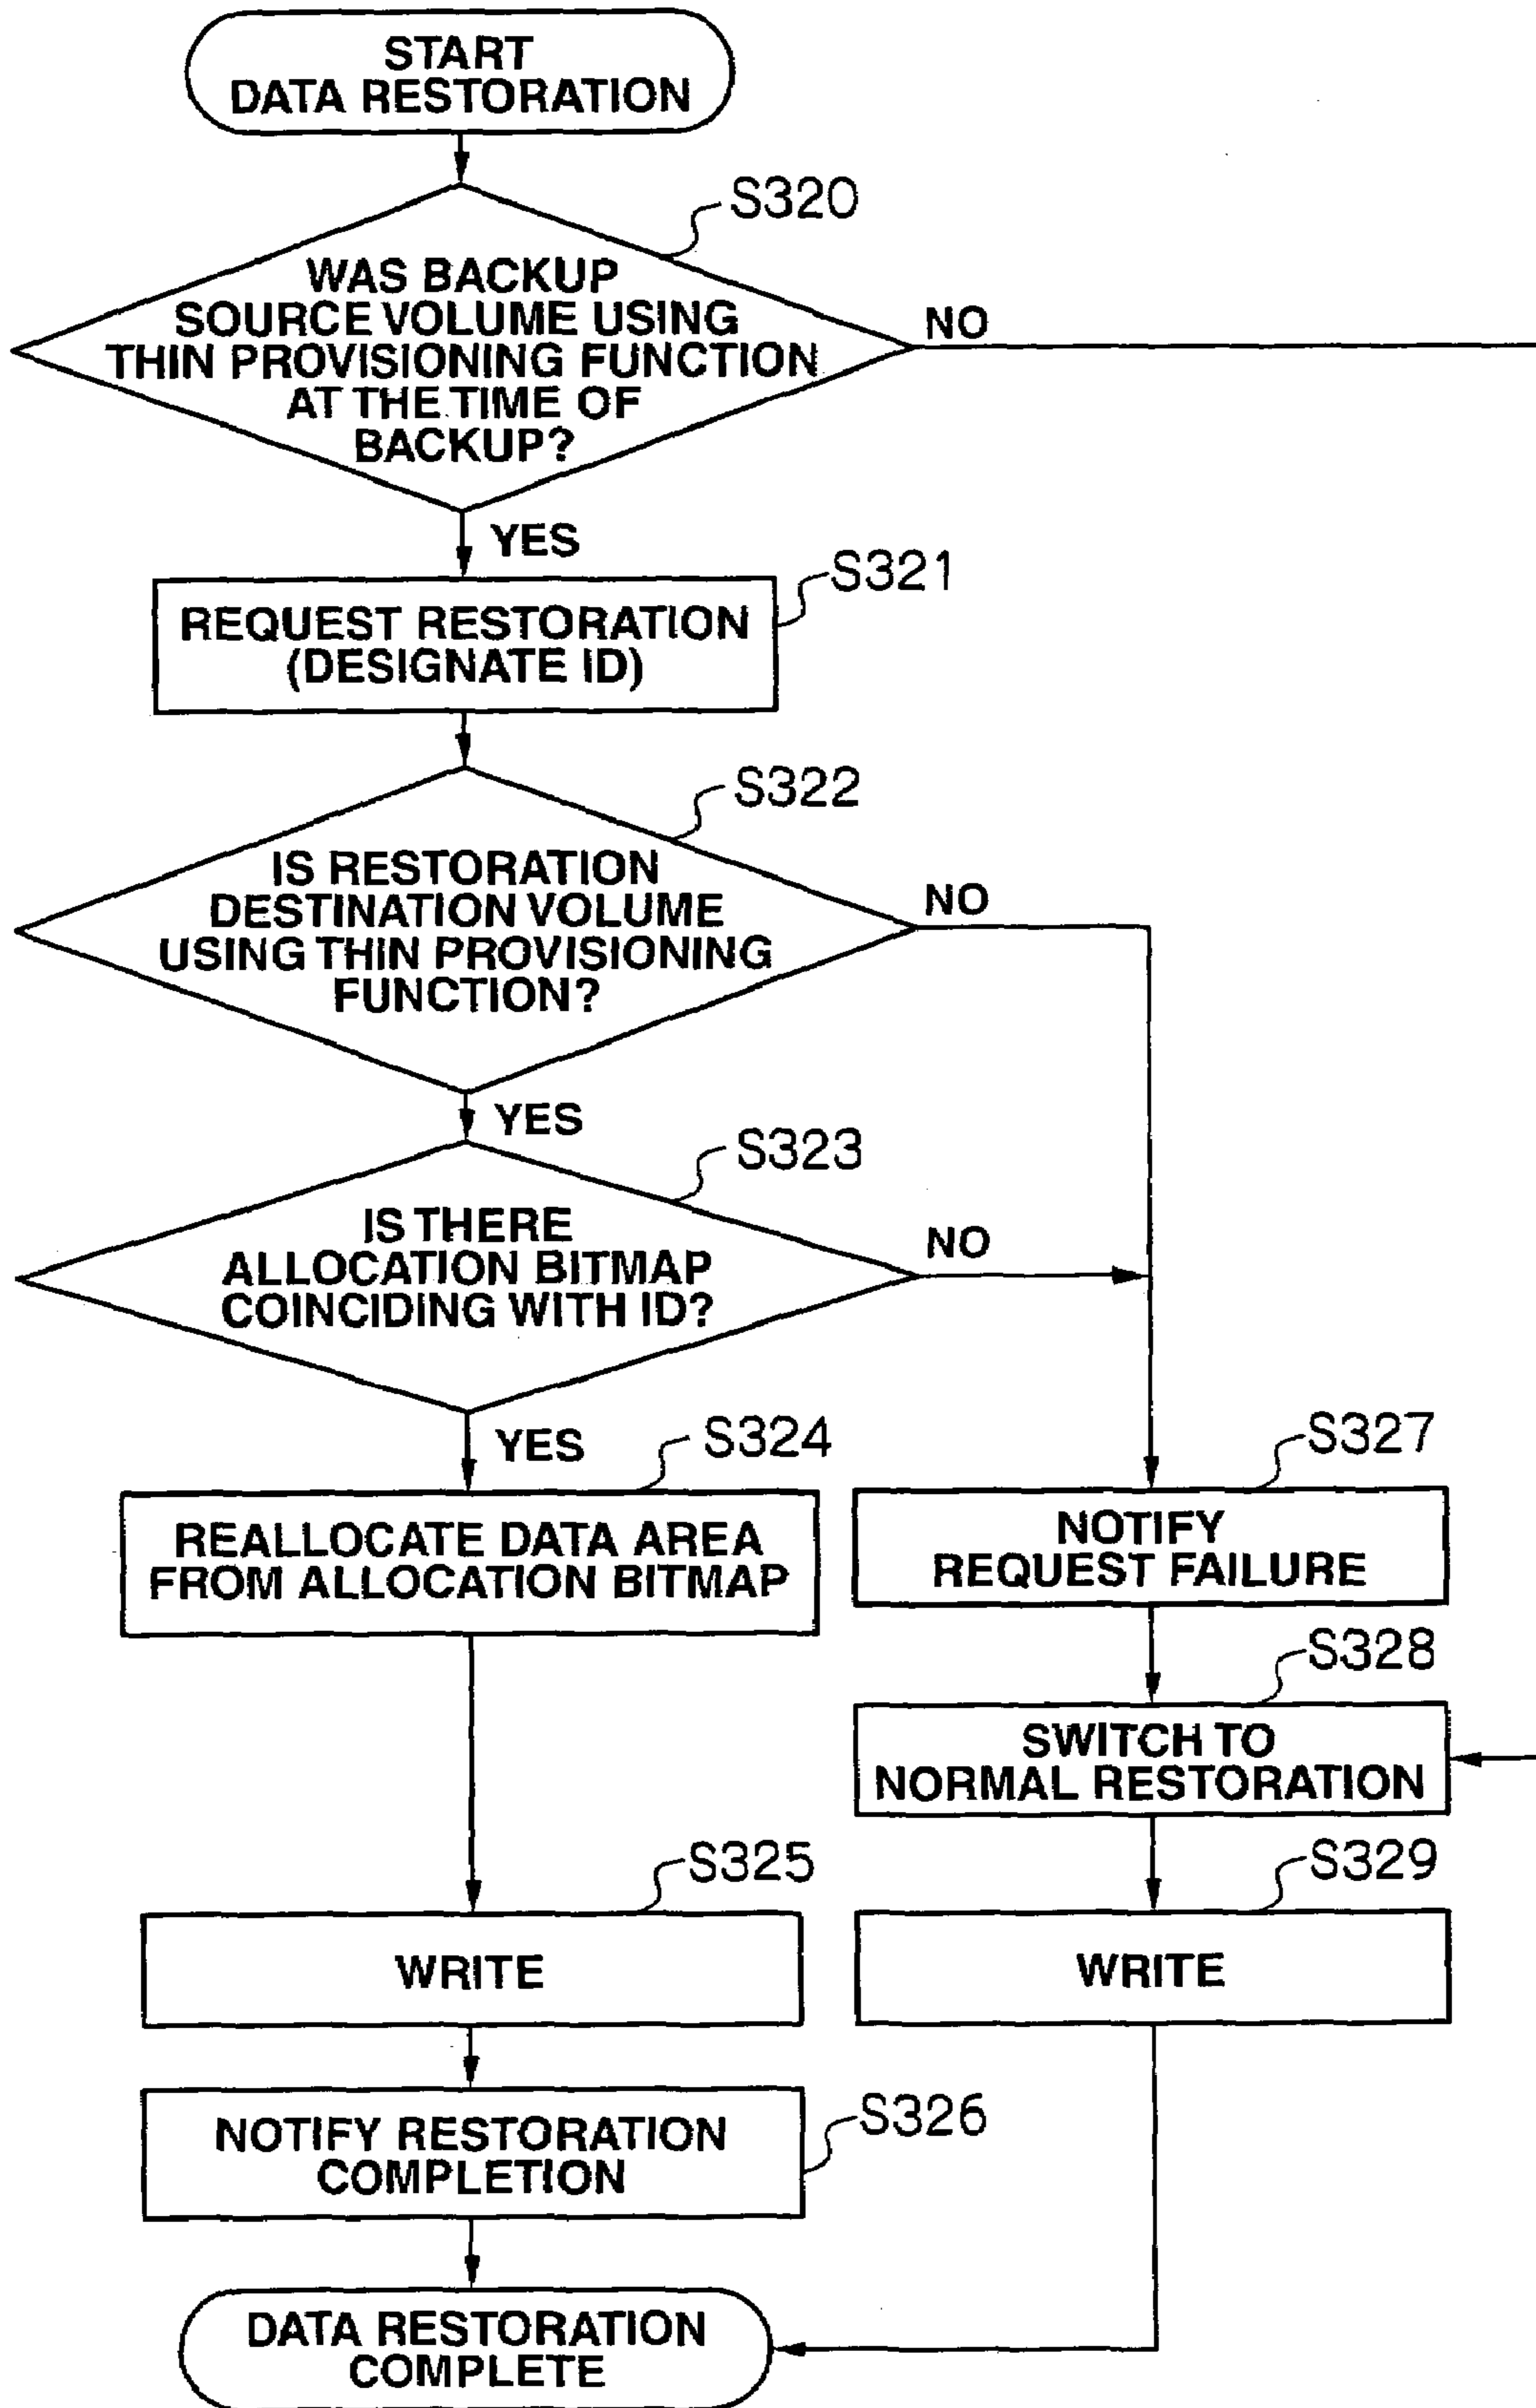 START
DATA RESTORATION
S320
WAS BACKUP
SOURCE VOLUME USING
THIN PROVISIONING FUNCTION
AT THE TIME OF
BACKUP?
NO
YES
S321
REQUEST RESTORATION
(DESIGNATE ID)
S322
IS RESTORATION
DESTINATION VOLUME
USING THIN PROVISIONING
FUNCTION?
NO
YES
S323
IS THERE
ALLOCATION BITMAP
COINCIDING WITH ID?
NO
YES
S324
REALLOCATE DATA AREA
FROM ALLOCATION BITMAP
S327
NOTIFY
REQUEST FAILURE
S328
SWITCH TO
NORMAL RESTORATION
S325
WRITE
S329
WRITE
S326
NOTIFY RESTORATION
COMPLETION
DATA RESTORATION
COMPLETE